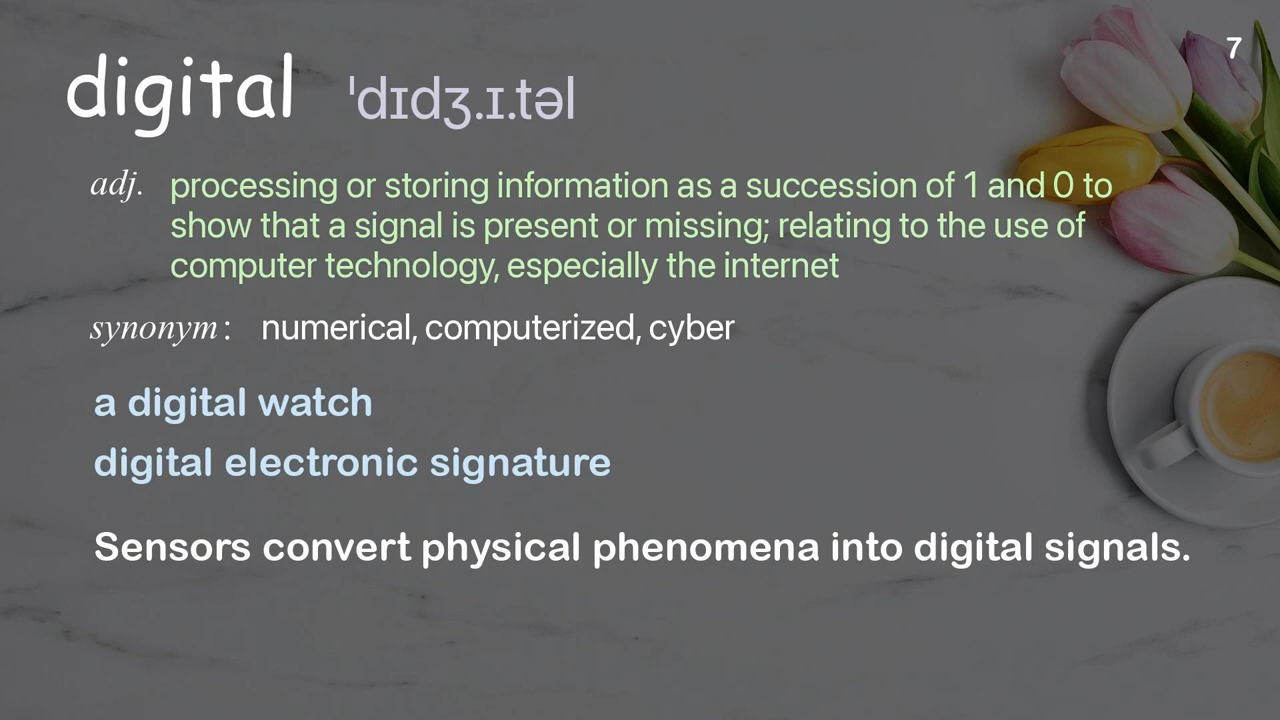 7
digital ˈdɪdʒ.ɪ.təl
adj. processing or storing information as a succession of 1 and 0 to
show that a signal is present or missing; relating to the use of
computer technology, especially the internet
synonym: numerical, computerized, cyber
a digital watch
digital electronic signature
Sensors convert physical phenomena into digital signals.